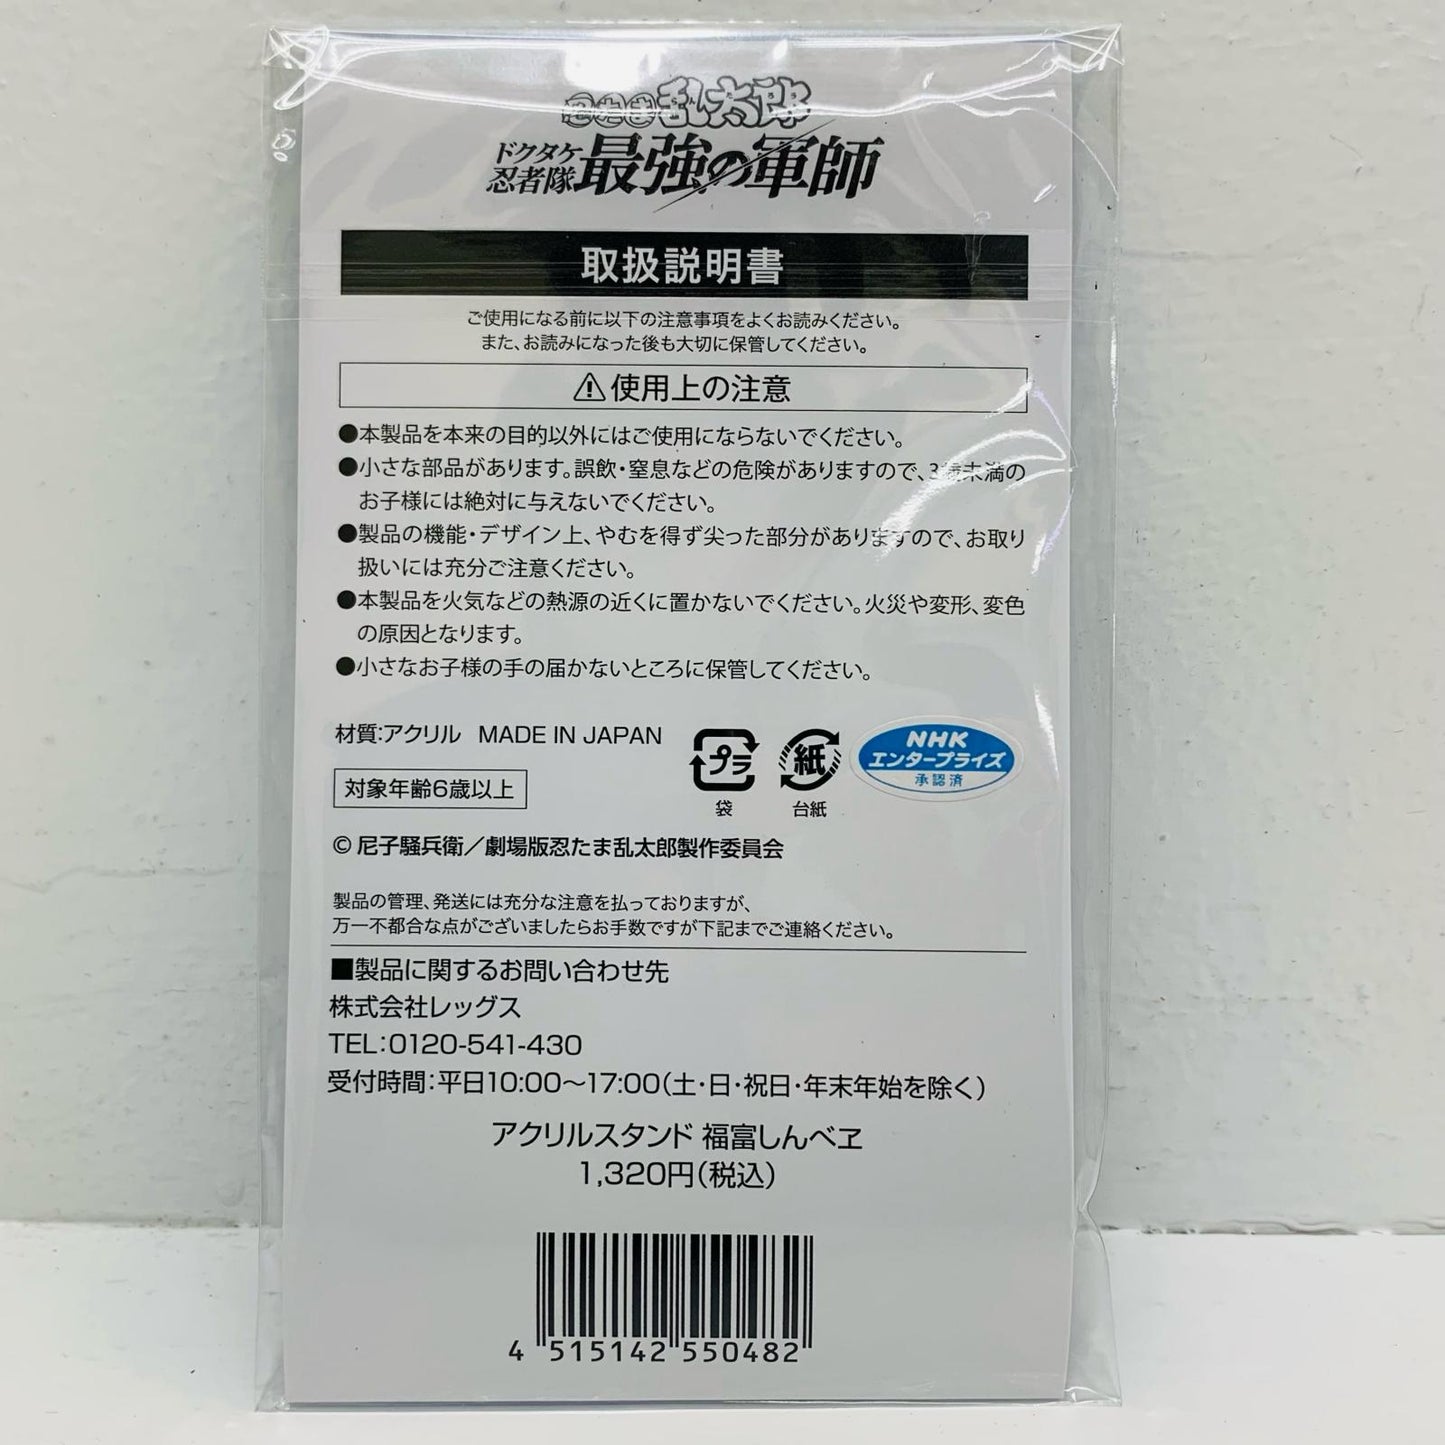 忍たま乱太郎
ドクタケ忍者隊 最強の軍師
取扱説明書
ご使用になる前に以下の注意事項をよくお読みください。
また、お読みになった後も大切に保管してください。
⚠使用上の注意
●本製品を本来の目的以外にはご使用にならないでください。
●小さな部品があります。誤飲・窒息などの危険がありますので、3歳未満の
お子様には絶対に与えないでください。
●製品の機能・デザイン上、やむを得ず尖った部分がありますので、お取り
扱いには充分ご注意ください。
●本製品を火気などの熱源の近くに置かないでください。火災や変形、変色
の原因となります。
●小さなお子様の手の届かないところに保管してください。
材質:アクリル MADE IN JAPAN
プラ
袋
紙
台紙
NHK
エンタープライズ
承認済
対象年齢6歳以上
© 尼子騒兵衛／劇場版忍たま乱太郎製作委員会
製品の管理、発送には充分な注意を払っておりますが、
万一不都合な点がございましたらお手数ですが下記までご連絡ください。
■製品に関するお問い合わせ先
株式会社レッグス
TEL:0120-541-430
受付時間:平日10:00～17:00(土・日・祝日・年末年始を除く)
アクリルスタンド 福富しんべヱ
1,320円(税込)
4 515142 550482